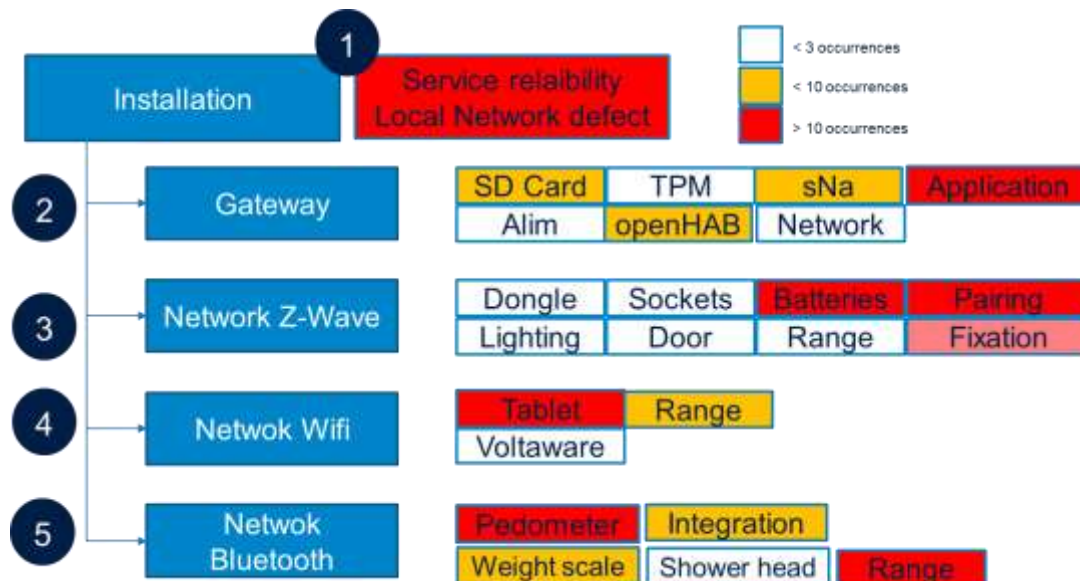 1
Installation
Service relaibility
Local Network defect
< 3 occurrences
< 10 occurrences
> 10 occurrences
2
Gateway
SD Card TPM sNa Application
Alim openHAB Network
3
Network Z-Wave
Dongle Sockets Batteries Pairing
Lighting Door Range Fixation
4
Netwok Wifi
Tablet Range
Voltaware
5
Netwok
Bluetooth
Pedometer Integration
Weight scale Shower head Range